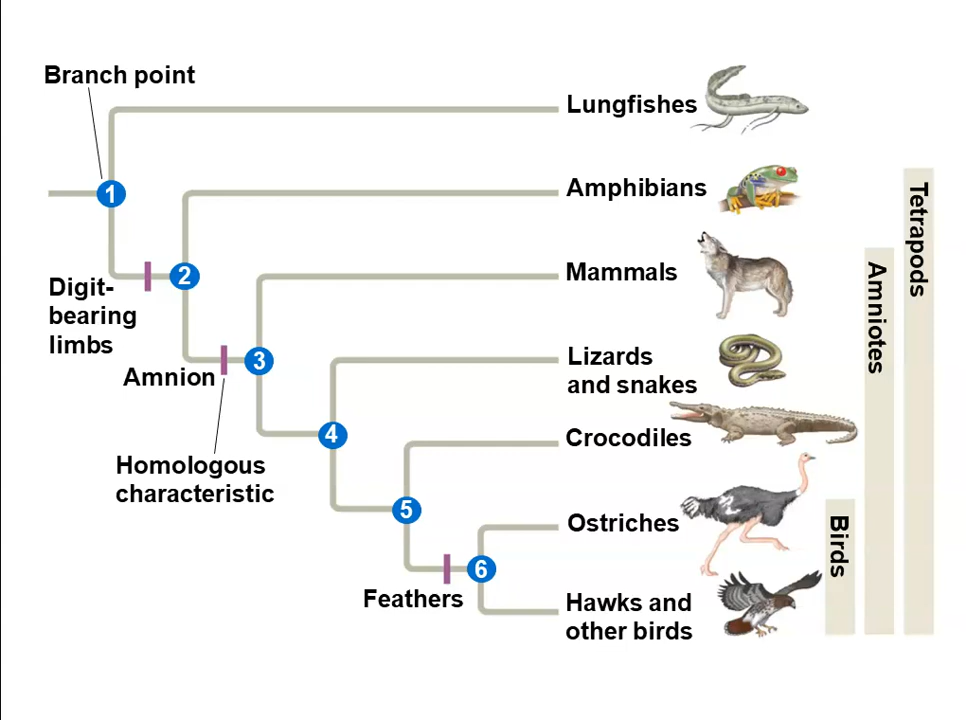 Branch point
Lungfishes
1
Amphibians
Tetrapods
2
Mammals
Amniotes
Digit-
bearing
limbs
3
Lizards
and snakes
Amnion
4
Crocodiles
Homologous
characteristic
5
Ostriches
Birds
6
Feathers
Hawks and
other birds